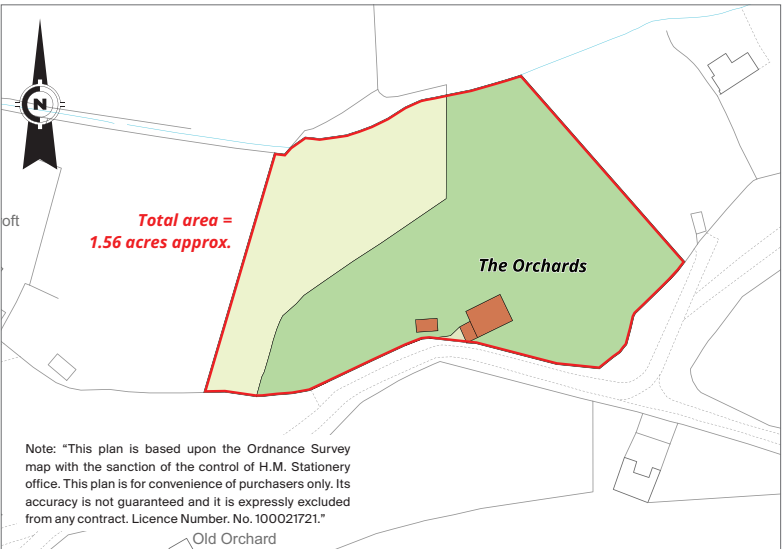 N
oft
Total area =
1.56 acres approx.
The Orchards
Note: “This plan is based upon the Ordnance Survey
map with the sanction of the control of H.M. Stationery
office. This plan is for convenience of purchasers only. Its
accuracy is not guaranteed and it is expressly excluded
from any contract. Licence Number. No. 100021721.”
Old Orchard